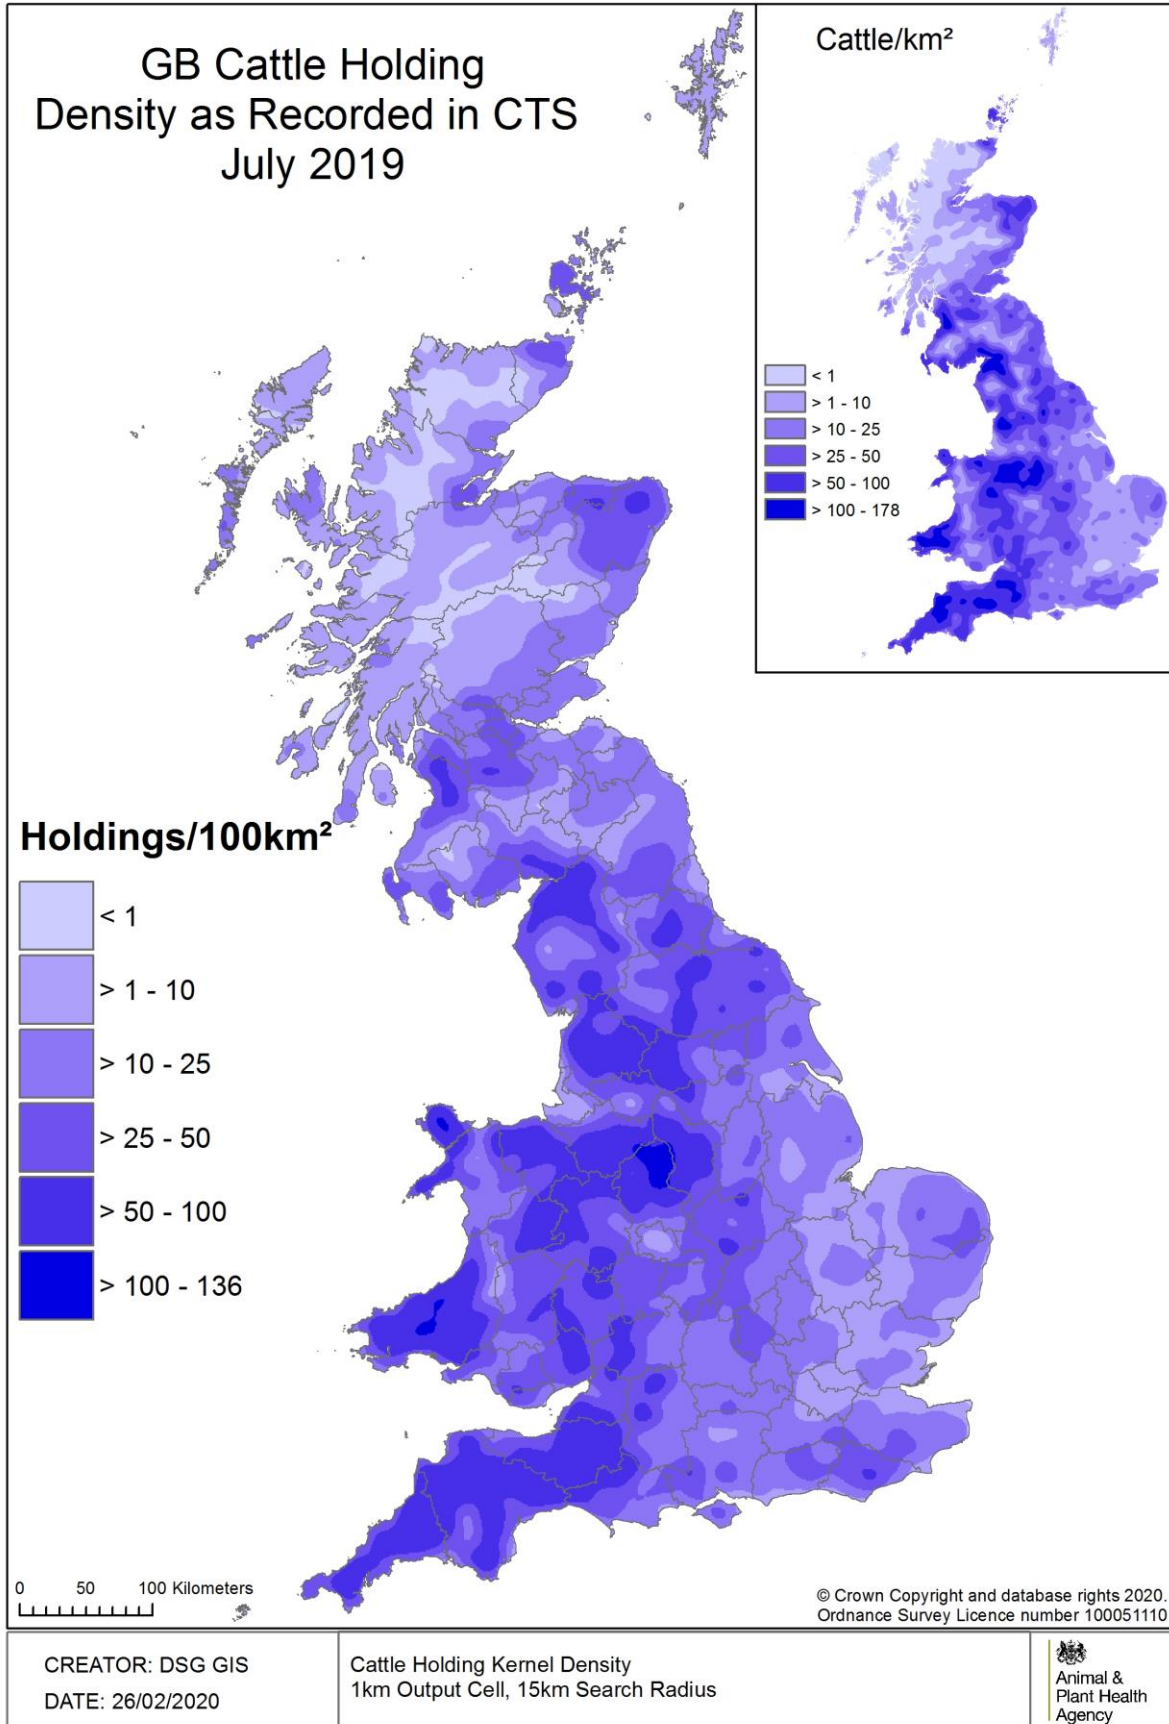 GB Cattle Holding
Density as Recorded in CTS
July 2019
Cattle/km²
< 1
> 1 - 10
> 10 - 25
> 25 - 50
> 50 - 100
> 100 - 178
Holdings/100km²
< 1
> 1 - 10
> 10 - 25
> 25 - 50
> 50 - 100
> 100 - 136
0 50 100 Kilometers
© Crown Copyright and database rights 2020.
Ordnance Survey Licence number 100051110
CREATOR: DSG GIS
DATE: 26/02/2020
Cattle Holding Kernel Density
1km Output Cell, 15km Search Radius
Animal &
Plant Health
Agency